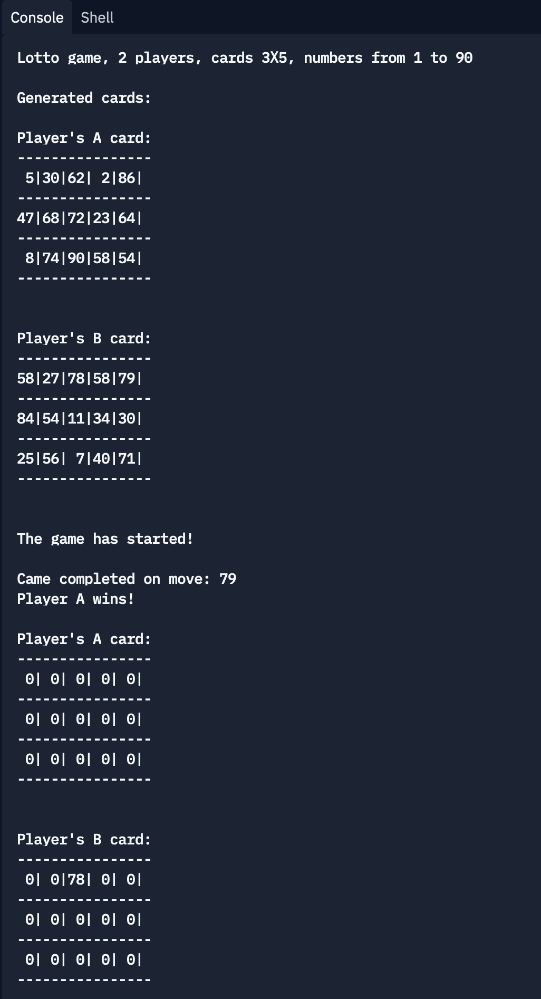 Console Shell
Lotto game, 2 players, cards 3X5, numbers from 1 to 90
Generated cards:
Player's A card:
----------------
 5|30|62| 2|86|
----------------
47|68|72|23|64|
----------------
 8|74|90|58|54|
----------------
Player's B card:
----------------
58|27|78|58|79|
----------------
84|54|11|34|30|
----------------
25|56| 7|40|71|
----------------
The game has started!
Came completed on move: 79
Player A wins!
Player's A card:
----------------
 0| 0| 0| 0| 0|
----------------
 0| 0| 0| 0| 0|
----------------
 0| 0| 0| 0| 0|
----------------
Player's B card:
----------------
 0| 0|78| 0| 0|
----------------
 0| 0| 0| 0| 0|
----------------
 0| 0| 0| 0| 0|
----------------